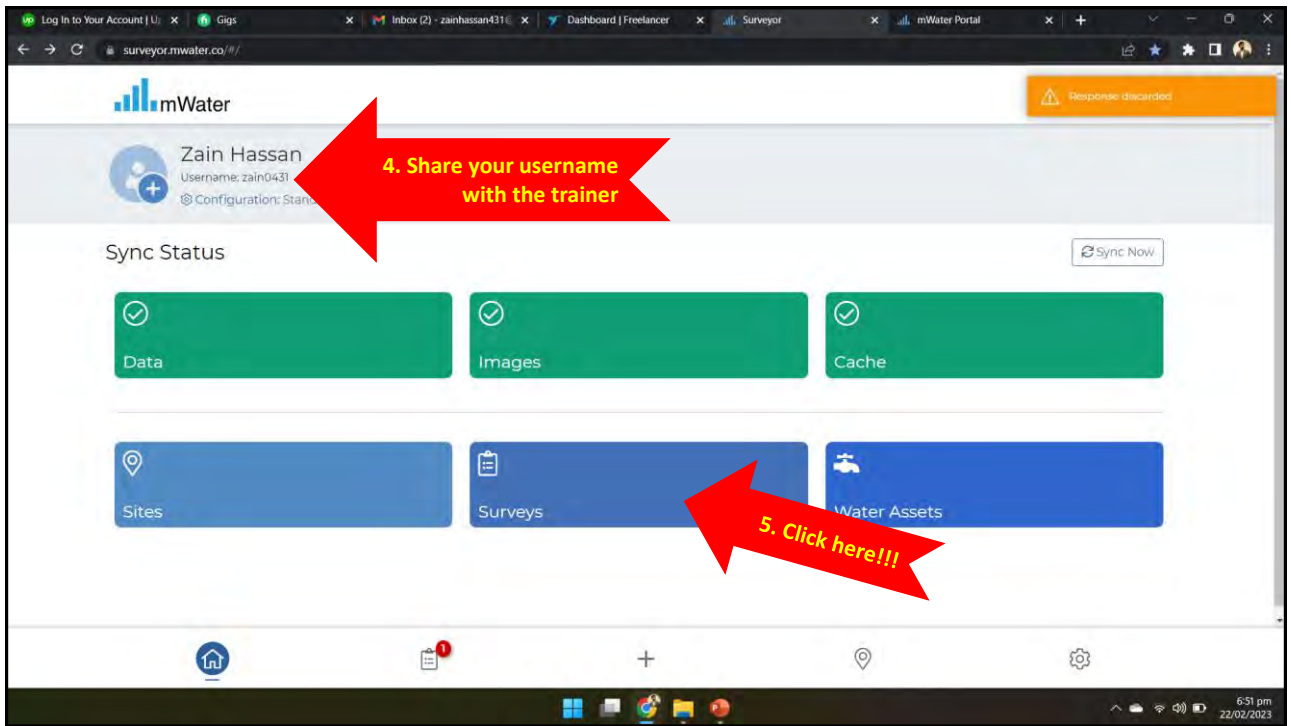 Log In to Your Account | U
Gigs
Inbox (2) - zainhassan431@
Dashboard | Freelancer
Surveyor
mWater Portal
surveyor.mwater.co/#/
mWater
Response discarded
Zain Hassan
Username: zain0431
Configuration: Stand
4. Share your username
with the trainer
Sync Status
Sync Now
Data
Images
Cache
Sites
Surveys
Water Assets
5. Click here!!!
1
6:51 pm
22/02/2023